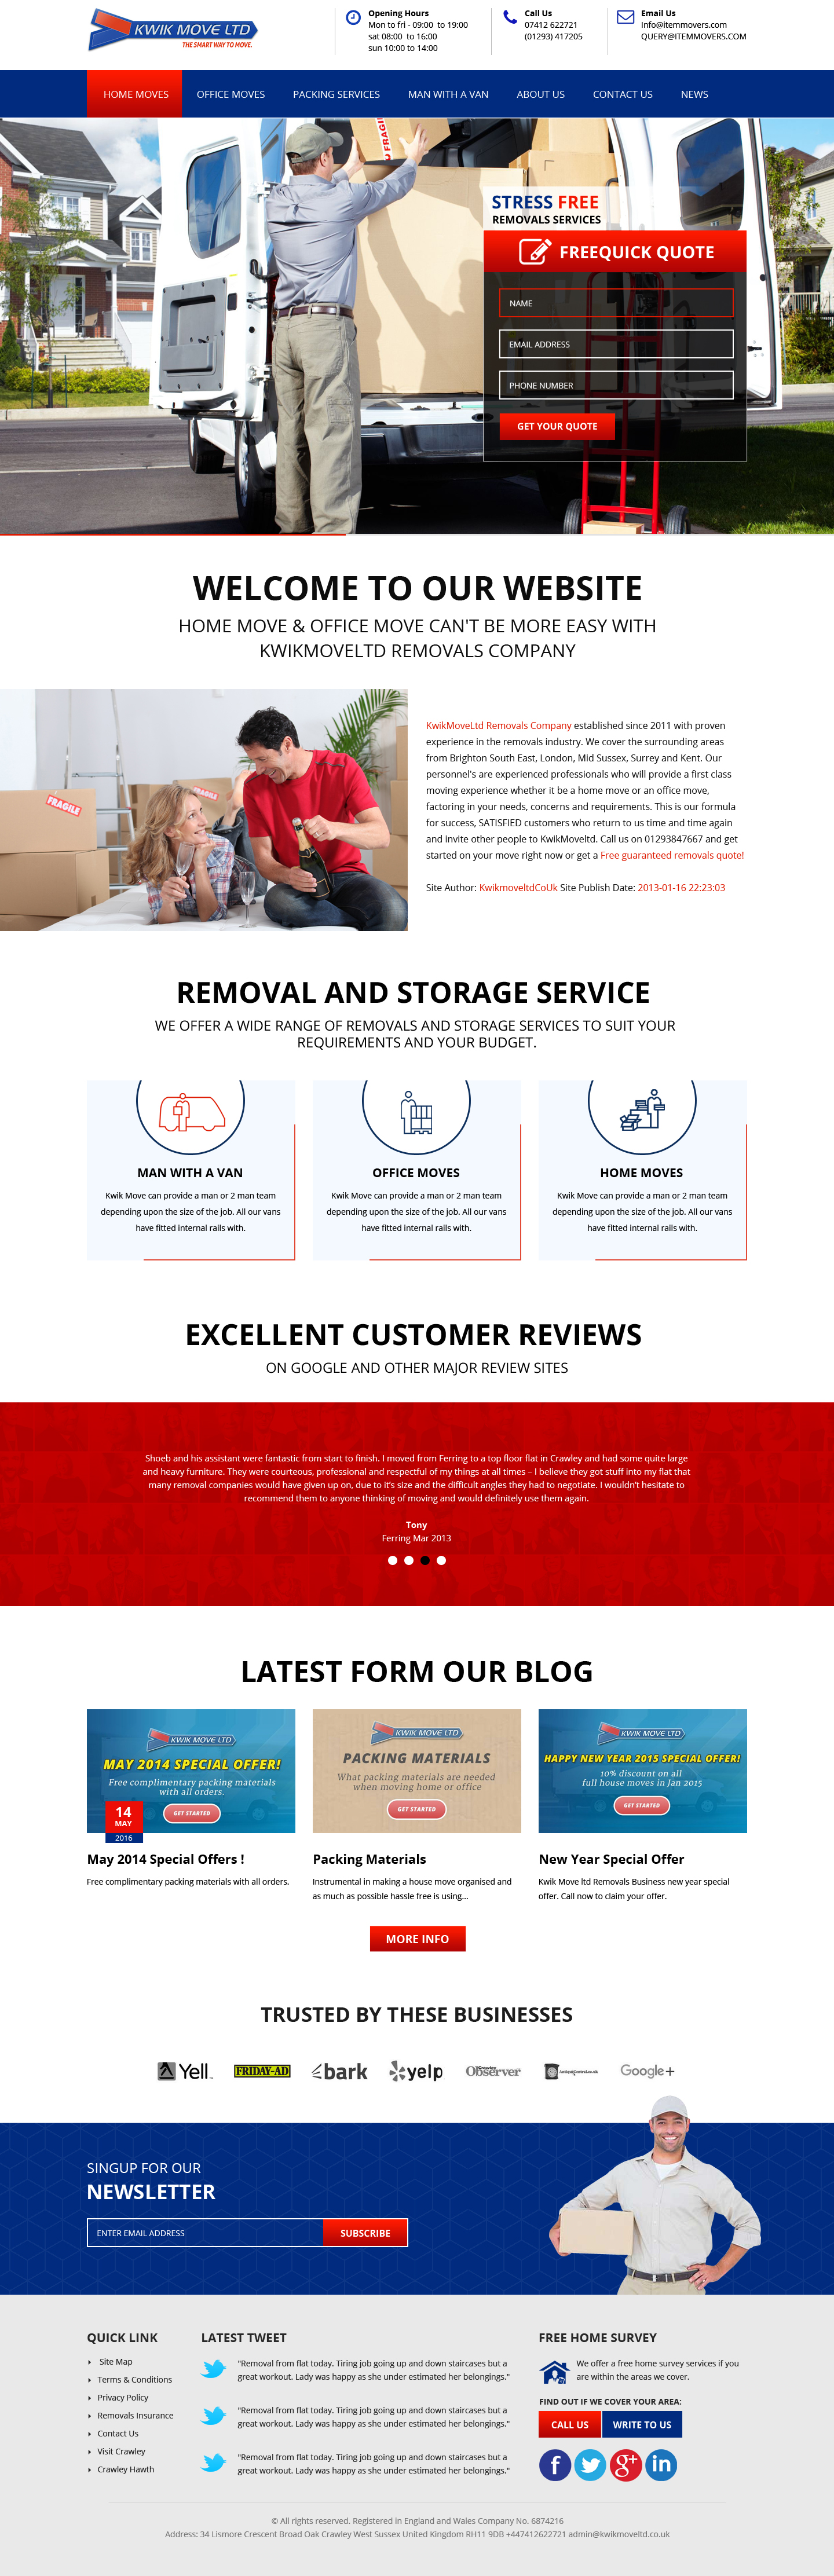 KWIK MOVE LTD
THE SMART WAY TO MOVE.
Opening Hours
Mon to fri - 09:00 to 19:00
sat 08:00 to 16:00
sun 10:00 to 14:00
Call Us
07412 622721
(01293) 417205
Email Us
Info@itemmovers.com
QUERY@ITEMMOVERS.COM
HOME MOVES
OFFICE MOVES
PACKING SERVICES
MAN WITH A VAN
ABOUT US
CONTACT US
NEWS
STRESS FREE
REMOVALS SERVICES
FREEQUICK QUOTE
NAME
EMAIL ADDRESS
PHONE NUMBER
GET YOUR QUOTE
WELCOME TO OUR WEBSITE
HOME MOVE & OFFICE MOVE CAN'T BE MORE EASY WITH
KWIKMOVELTD REMOVALS COMPANY
FRAGILE
FRAGILE
KwikMoveLtd Removals Company established since 2011 with proven
experience in the removals industry. We cover the surrounding areas
from Brighton South East, London, Mid Sussex, Surrey and Kent. Our
personnel's are experienced professionals who will provide a first class
moving experience whether it be a home move or an office move,
factoring in your needs, concerns and requirements. This is our formula
for success, SATISFIED customers who return to us time and time again
and invite other people to KwikMoveltd. Call us on 01293847667 and get
started on your move right now or get a Free guaranteed removals quote!
Site Author: KwikmoveltdCoUk Site Publish Date: 2013-01-16 22:23:03
REMOVAL AND STORAGE SERVICE
WE OFFER A WIDE RANGE OF REMOVALS AND STORAGE SERVICES TO SUIT YOUR
REQUIREMENTS AND YOUR BUDGET.
MAN WITH A VAN
Kwik Move can provide a man or 2 man team
depending upon the size of the job. All our vans
have fitted internal rails with.
OFFICE MOVES
Kwik Move can provide a man or 2 man team
depending upon the size of the job. All our vans
have fitted internal rails with.
HOME MOVES
Kwik Move can provide a man or 2 man team
depending upon the size of the job. All our vans
have fitted internal rails with.
EXCELLENT CUSTOMER REVIEWS
ON GOOGLE AND OTHER MAJOR REVIEW SITES
Shoeb and his assistant were fantastic from start to finish. I moved from Ferring to a top floor flat in Crawley and had some quite large
and heavy furniture. They were courteous, professional and respectful of my things at all times – I believe they got stuff into my flat that
many removal companies would have given up on, due to it's size and the difficult angles they had to negotiate. I wouldn't hesitate to
recommend them to anyone thinking of moving and would definitely use them again.
Tony
Ferring Mar 2013
LATEST FORM OUR BLOG
KWIK MOVE LTD
MAY 2014 SPECIAL OFFER!
Free complimentary packing materials
with all orders.
GET STARTED
14
MAY
2016
May 2014 Special Offers !
Free complimentary packing materials with all orders.
KWIK MOVE LTD
PACKING MATERIALS
What packing materials are needed
when moving home or office
GET STARTED
Packing Materials
Instrumental in making a house move organised and
as much as possible hassle free is using...
KWIK MOVE LTD
HAPPY NEW YEAR 2015 SPECIAL OFFER!
10% discount on all
full house moves in Jan 2015
GET STARTED
New Year Special Offer
Kwik Move ltd Removals Business new year special
offer. Call now to claim your offer.
MORE INFO
TRUSTED BY THESE BUSINESSES
Yell
FRIDAY-AD
bark
yelp
Observer
Google+
SINGUP FOR OUR
NEWSLETTER
ENTER EMAIL ADDRESS
SUBSCRIBE
QUICK LINK
Site Map
Terms & Conditions
Privacy Policy
Removals Insurance
Contact Us
Visit Crawley
Crawley Hawth
LATEST TWEET
"Removal from flat today. Tiring job going up and down staircases but a
great workout. Lady was happy as she under estimated her belongings."
"Removal from flat today. Tiring job going up and down staircases but a
great workout. Lady was happy as she under estimated her belongings."
"Removal from flat today. Tiring job going up and down staircases but a
great workout. Lady was happy as she under estimated her belongings."
FREE HOME SURVEY
We offer a free home survey services if you
are within the areas we cover.
FIND OUT IF WE COVER YOUR AREA:
CALL US
WRITE TO US
© All rights reserved. Registered in England and Wales Company No. 6874216
Address: 34 Lismore Crescent Broad Oak Crawley West Sussex United Kingdom RH11 9DB +447412622721 admin@kwikmoveltd.co.uk